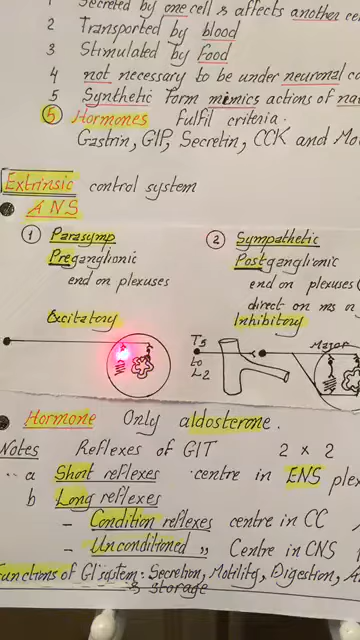 1 Secreted by one cell & affects another
2 Transported by blood
3 Stimulated by food
4 not necessary to be under neuronal
5 Synthetic form mimics actions of
5 Hormones fulfil criteria.
Gastrin, GIP, Secretin, CCK and
Extrinsic control system
ANS
1 Parasymp
Preganglionic
end on plexuses
Excitatory
2 Sympathetic
Postganglionic
end on plexuses
direct on ms or
Inhibitory
T5
to
L2
Major
Hormone Only aldosterone.
Notes Reflexes of GIT 2 x 2
a Short reflexes centre in ENS
b Long reflexes
- Condition reflexes centre in CC
- Unconditioned ,, Centre in CNS
Functions of GI system: Secretion, Motility, Digestion,
& storage